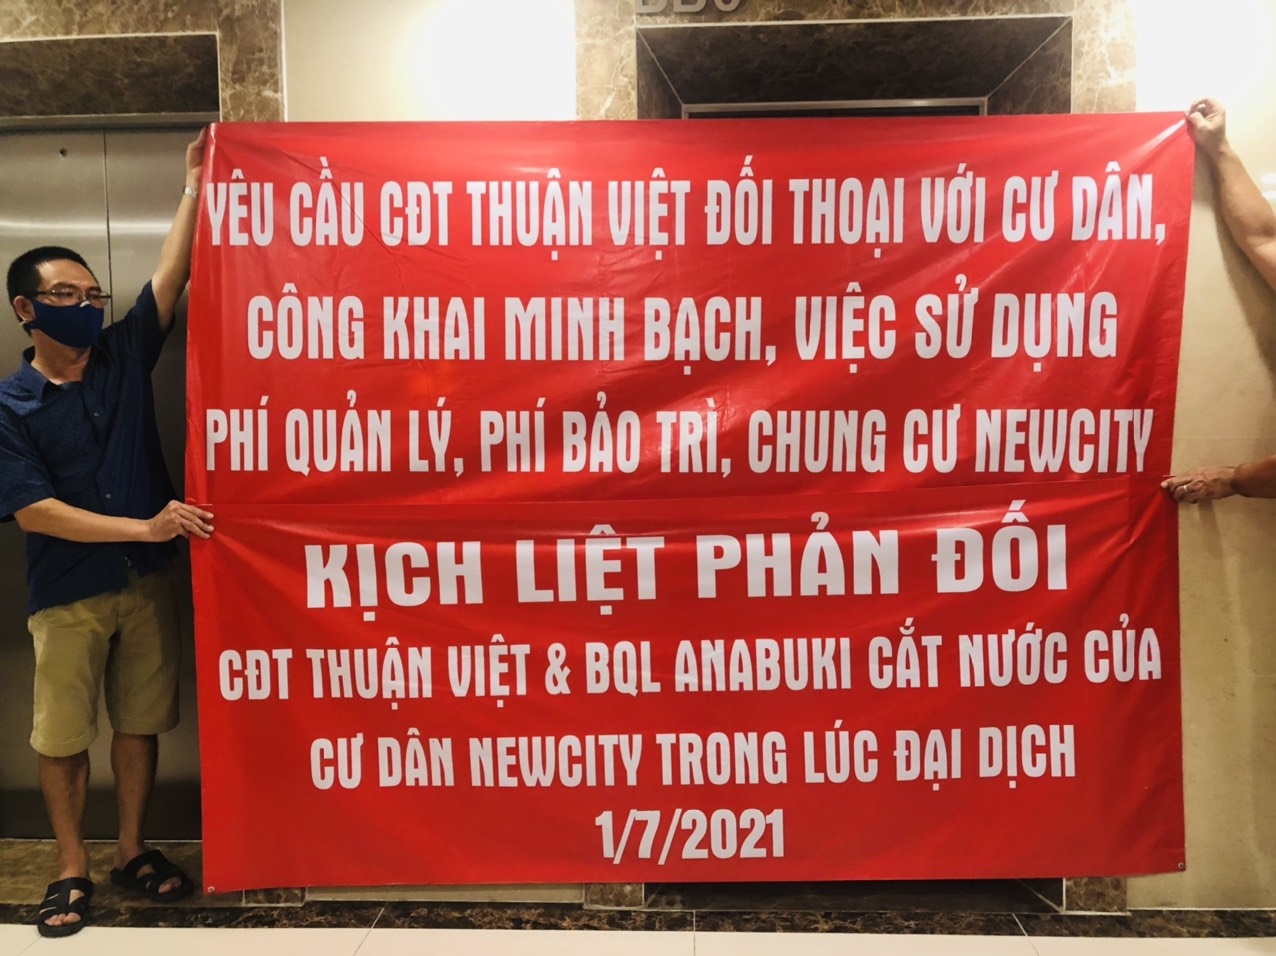 YÊU CẦU CĐT THUẬN VIỆT ĐỐI THOẠI VỚI CƯ DÂN,
CÔNG KHAI MINH BẠCH, VIỆC SỬ DỤNG
PHÍ QUẢN LÝ, PHÍ BẢO TRÌ, CHUNG CƯ NEWCITY
KỊCH LIỆT PHẢN ĐỐI
CĐT THUẬN VIỆT & BQL ANABUKI CẮT NƯỚC CỦA
CƯ DÂN NEWCITY TRONG LÚC ĐẠI DỊCH
1/7/2021